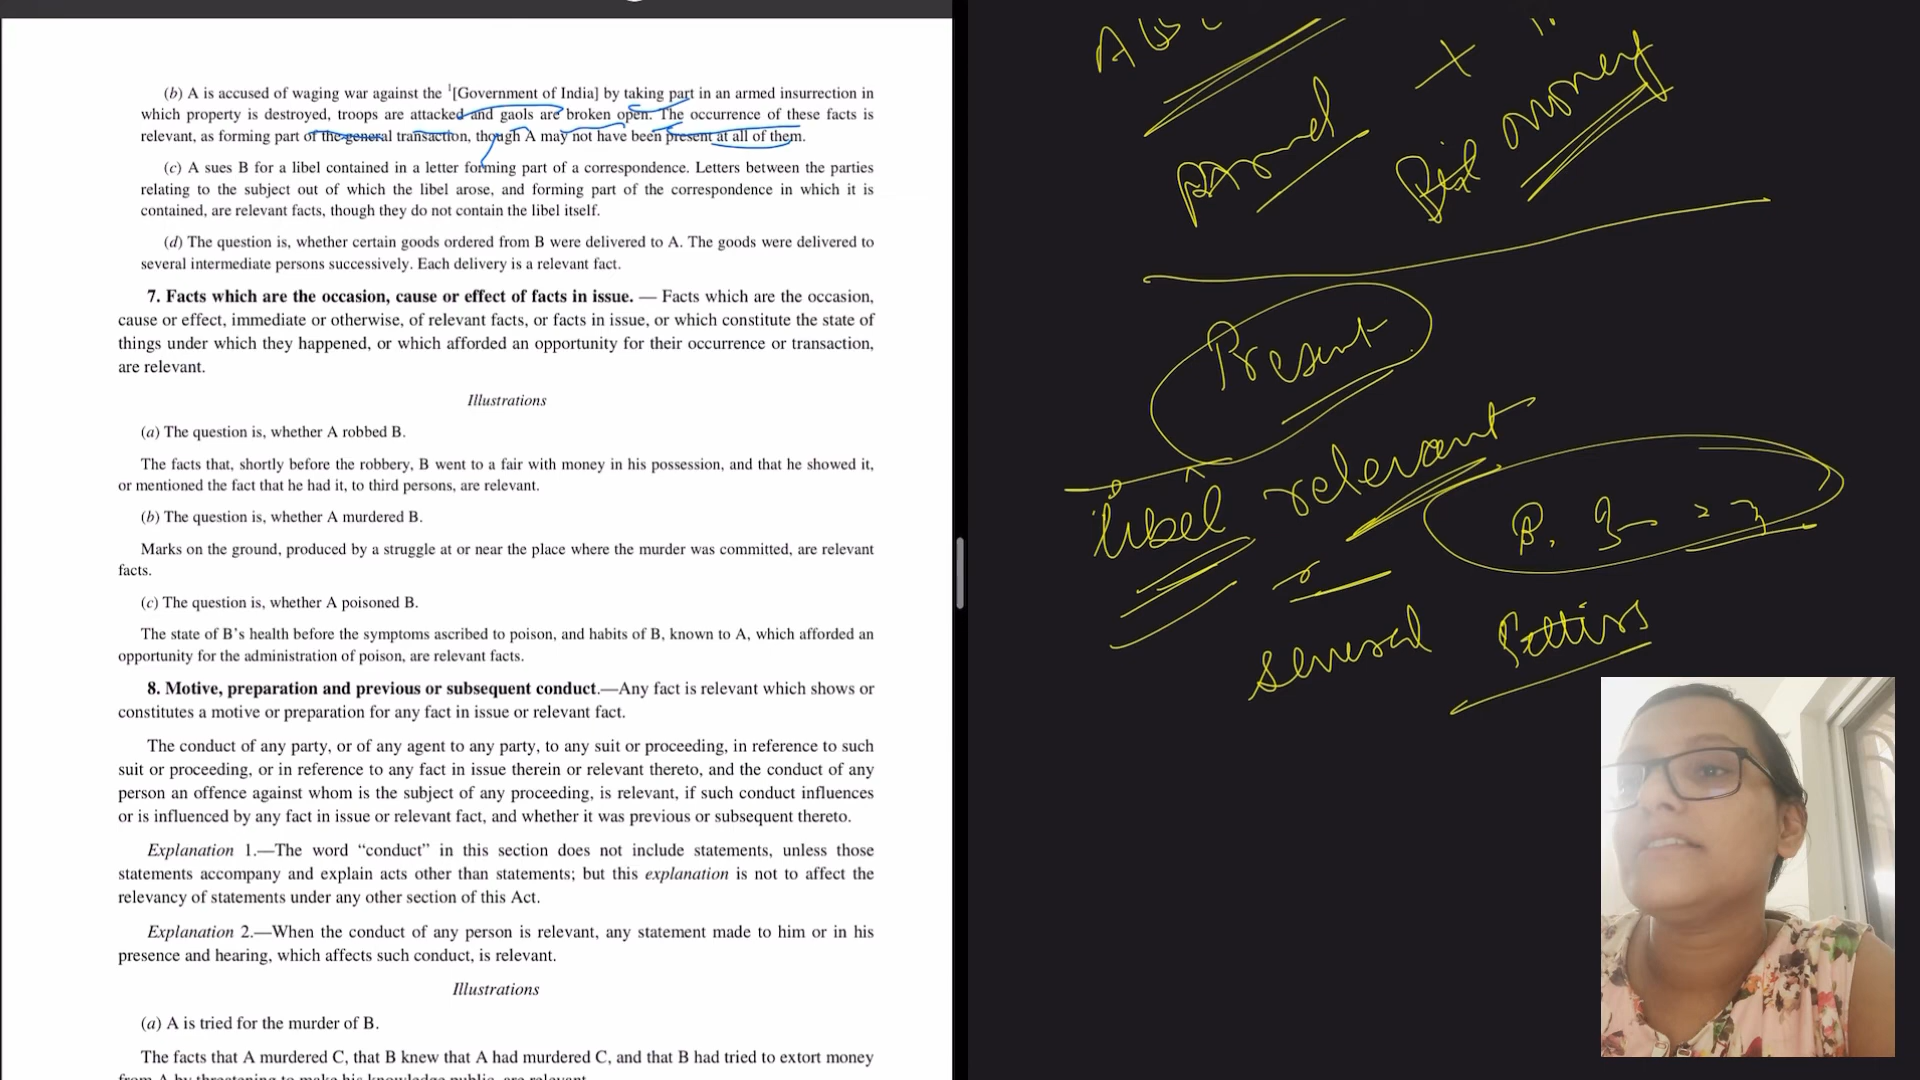 (b) A is accused of waging war against the ¹[Government of India] by taking part in an armed insurrection in
which property is destroyed, troops are attacked and gaols are broken open. The occurrence of these facts is
relevant, as forming part of the general transaction, though A may not have been present at all of them.
(c) A sues B for a libel contained in a letter forming part of a correspondence. Letters between the parties
relating to the subject out of which the libel arose, and forming part of the correspondence in which it is
contained, are relevant facts, though they do not contain the libel itself.
(d) The question is, whether certain goods ordered from B were delivered to A. The goods were delivered to
several intermediate persons successively. Each delivery is a relevant fact.
7. Facts which are the occasion, cause or effect of facts in issue. — Facts which are the occasion,
cause or effect, immediate or otherwise, of relevant facts, or facts in issue, or which constitute the state of
things under which they happened, or which afforded an opportunity for their occurrence or transaction,
are relevant.
Illustrations
(a) The question is, whether A robbed B.
The facts that, shortly before the robbery, B went to a fair with money in his possession, and that he showed it,
or mentioned the fact that he had it, to third persons, are relevant.
(b) The question is, whether A murdered B.
Marks on the ground, produced by a struggle at or near the place where the murder was committed, are relevant
facts.
(c) The question is, whether A poisoned B.
The state of B’s health before the symptoms ascribed to poison, and habits of B, known to A, which afforded an
opportunity for the administration of poison, are relevant facts.
8. Motive, preparation and previous or subsequent conduct.—Any fact is relevant which shows or
constitutes a motive or preparation for any fact in issue or relevant fact.
The conduct of any party, or of any agent to any party, to any suit or proceeding, in reference to such
suit or proceeding, or in reference to any fact in issue therein or relevant thereto, and the conduct of any
person an offence against whom is the subject of any proceeding, is relevant, if such conduct influences
or is influenced by any fact in issue or relevant fact, and whether it was previous or subsequent thereto.
Explanation 1.—The word “conduct” in this section does not include statements, unless those
statements accompany and explain acts other than statements; but this explanation is not to affect the
relevancy of statements under any other section of this Act.
Explanation 2.—When the conduct of any person is relevant, any statement made to him or in his
presence and hearing, which affects such conduct, is relevant.
Illustrations
(a) A is tried for the murder of B.
The facts that A murdered C, that B knew that A had murdered C, and that B had tried to extort money
from A by threatening to make his knowledge public, are relevant.
+
money
Present
libel relevant
several